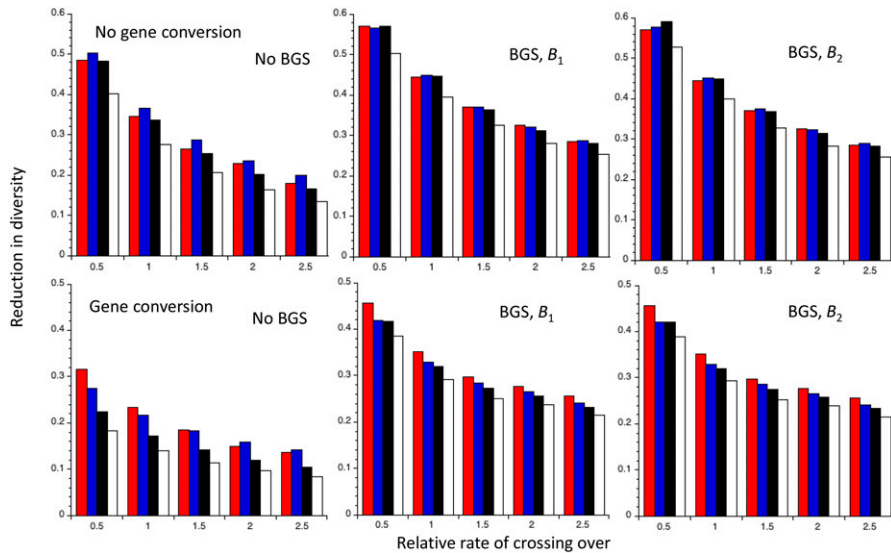 No gene conversion
No BGS
BGS, B1
BGS, B2
0.6
0.5
0.4
0.3
0.2
0.1
0
0.5 1 1.5 2 2.5
0.6
0.5
0.4
0.3
0.2
0.1
0
0.5 1 1.5 2 2.5
0.6
0.5
0.4
0.3
0.2
0.1
0
0.5 1 1.5 2 2.5
Reduction in diversity
Gene conversion
No BGS
BGS, B1
BGS, B2
0.5
0.4
0.3
0.2
0.1
0
0.5 1 1.5 2 2.5
0.5
0.4
0.3
0.2
0.1
0
0.5 1 1.5 2 2.5
0.5
0.4
0.3
0.2
0.1
0
0.5 1 1.5 2 2.5
Relative rate of crossing over